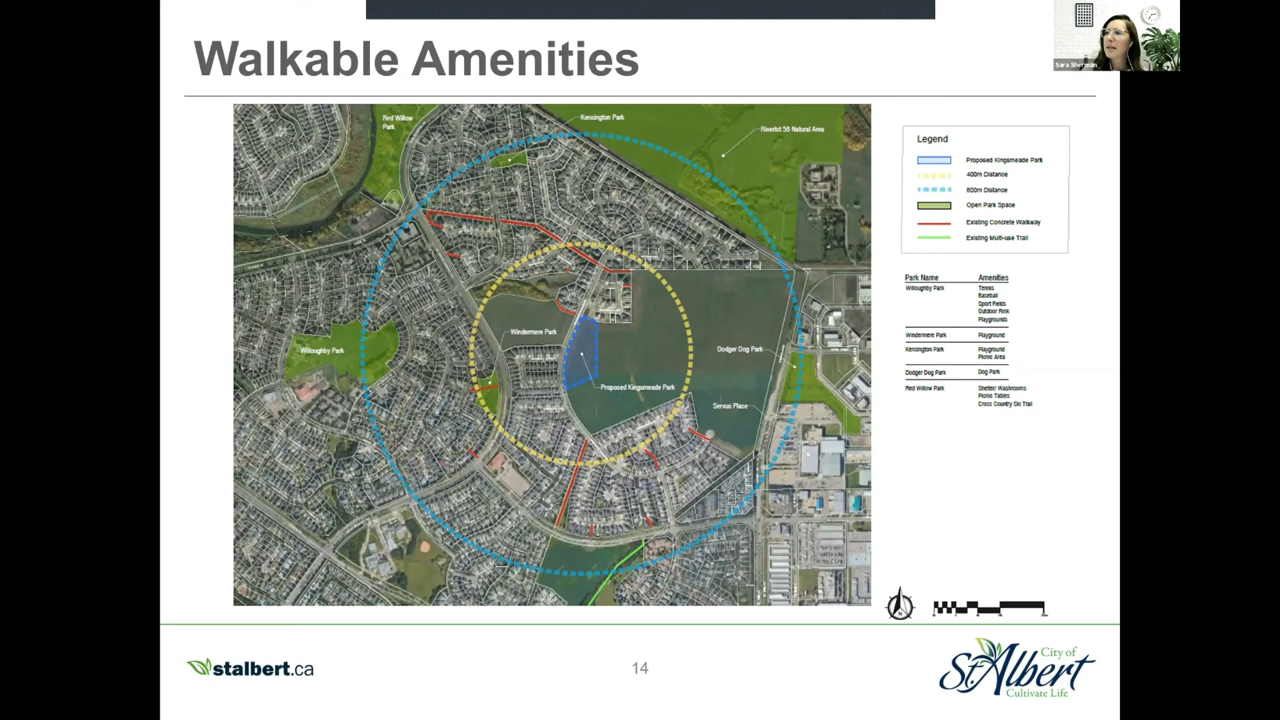 Walkable Amenities
Sara Sherman
Red Willow
Park
Kensington Park
Riverlot 56 Natural Area
Windermere Park
Willoughby Park
Dodger Dog Park
Proposed Kingsmeade Park
Servus Place
Legend
Proposed Kingsmeade Park
400m Distance
800m Distance
Open Park Space
Existing Concrete Walkway
Existing Multi-use Trail
Park Name Amenities
Willoughby Park Tennis
Baseball
Sport Fields
Outdoor Rink
Playgrounds
Windermere Park Playground
Kensington Park Playground
Picnic Area
Dodger Dog Park Dog Park
Red Willow Park Shelter/ Washrooms
Picnic Tables
Cross Country Ski Trail
stalbert.ca
14
City of
St. Albert
Cultivate Life